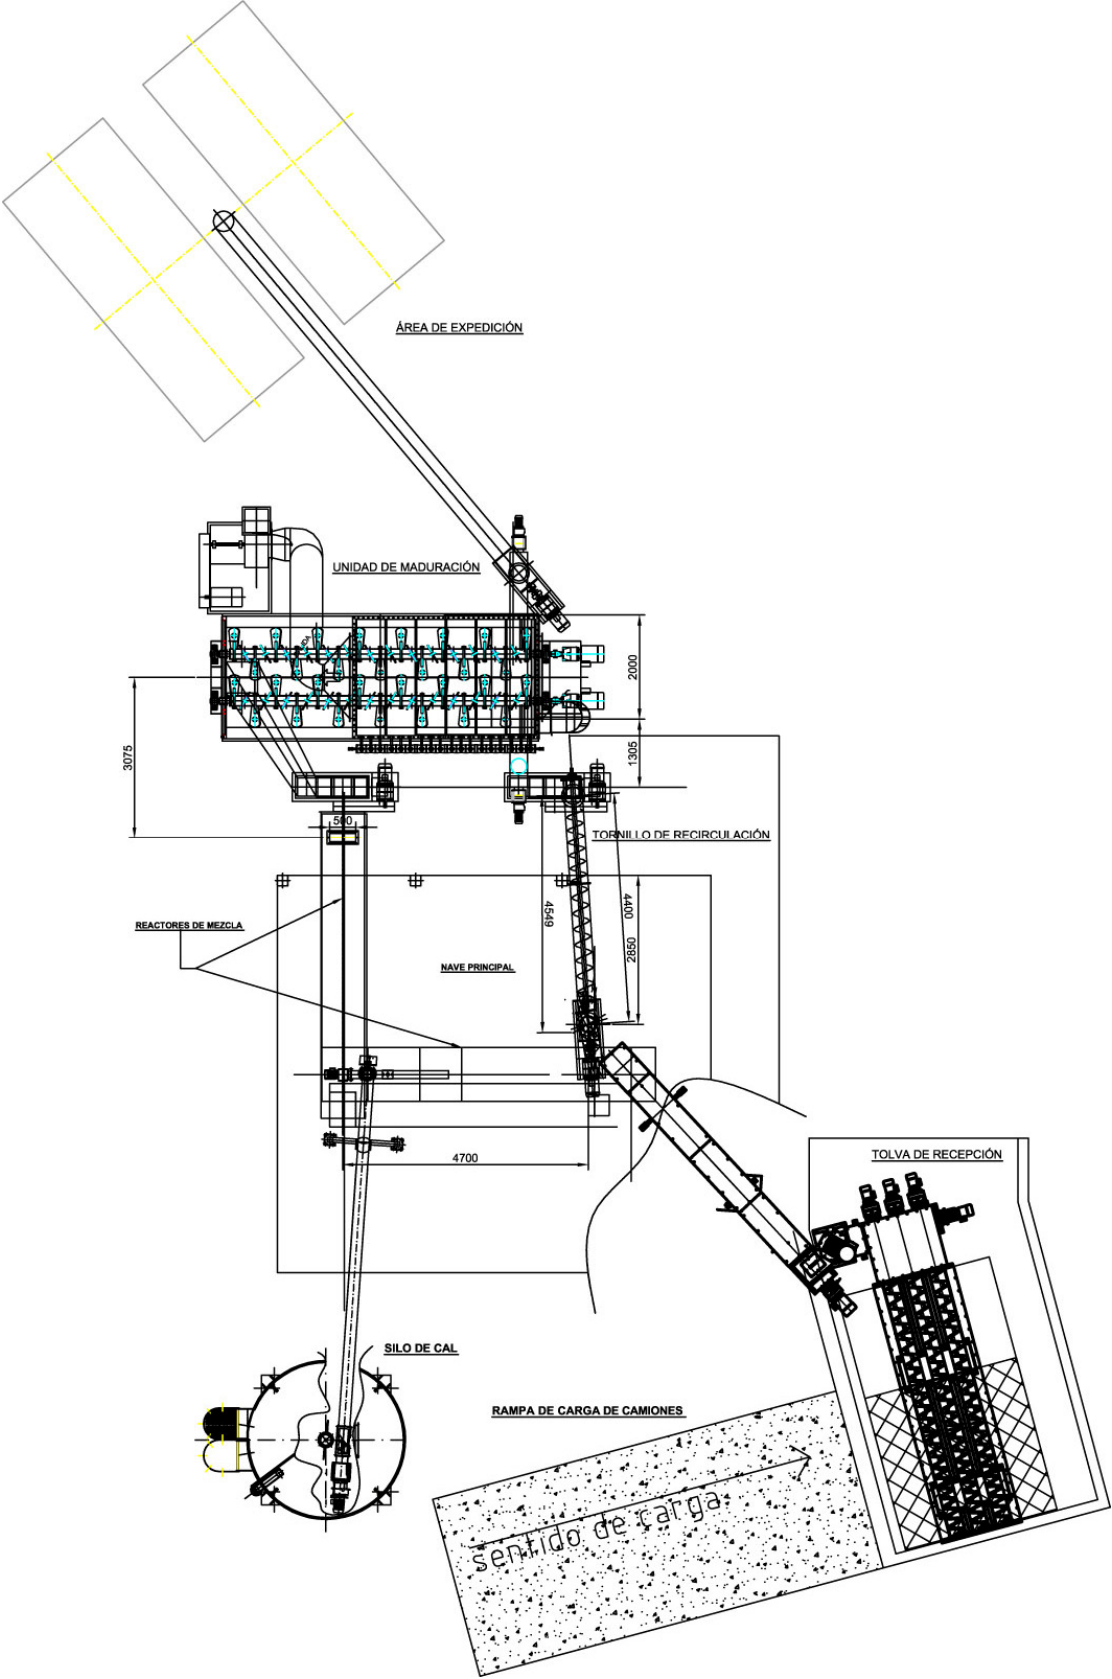 ÁREA DE EXPEDICIÓN
UNIDAD DE MADURACIÓN
2000
3075
1305
500
TORNILLO DE RECIRCULACIÓN
4400
4549
REACTORES DE MEZCLA
2850
NAVE PRINCIPAL
TOLVA DE RECEPCIÓN
4700
SILO DE CAL
RAMPA DE CARGA DE CAMIONES
sentido de carga